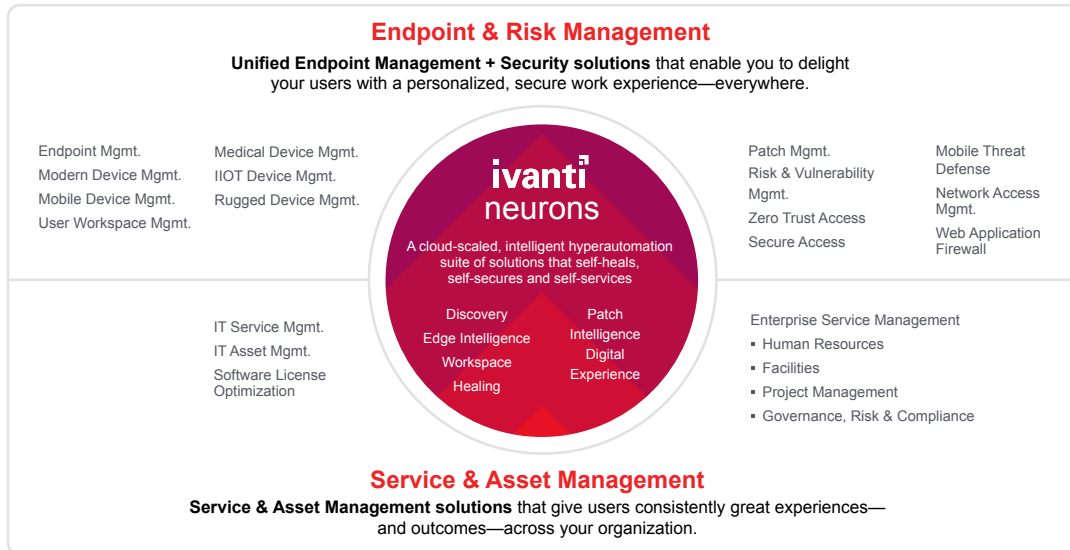 Endpoint & Risk Management
Unified Endpoint Management + Security solutions that enable you to delight
your users with a personalized, secure work experience—everywhere.
Endpoint Mgmt.
Modern Device Mgmt.
Mobile Device Mgmt.
User Workspace Mgmt.
Medical Device Mgmt.
IIOT Device Mgmt.
Rugged Device Mgmt.
ivanti
neurons
A cloud-scaled, intelligent hyperautomation
suite of solutions that self-heals,
self-secures and self-services
Discovery
Edge Intelligence
Workspace
Healing
Patch
Intelligence
Digital
Experience
Patch Mgmt.
Risk & Vulnerability
Mgmt.
Zero Trust Access
Secure Access
Mobile Threat
Defense
Network Access
Mgmt.
Web Application
Firewall
IT Service Mgmt.
IT Asset Mgmt.
Software License
Optimization
Enterprise Service Management
▪ Human Resources
▪ Facilities
▪ Project Management
▪ Governance, Risk & Compliance
Service & Asset Management
Service & Asset Management solutions that give users consistently great experiences—
and outcomes—across your organization.